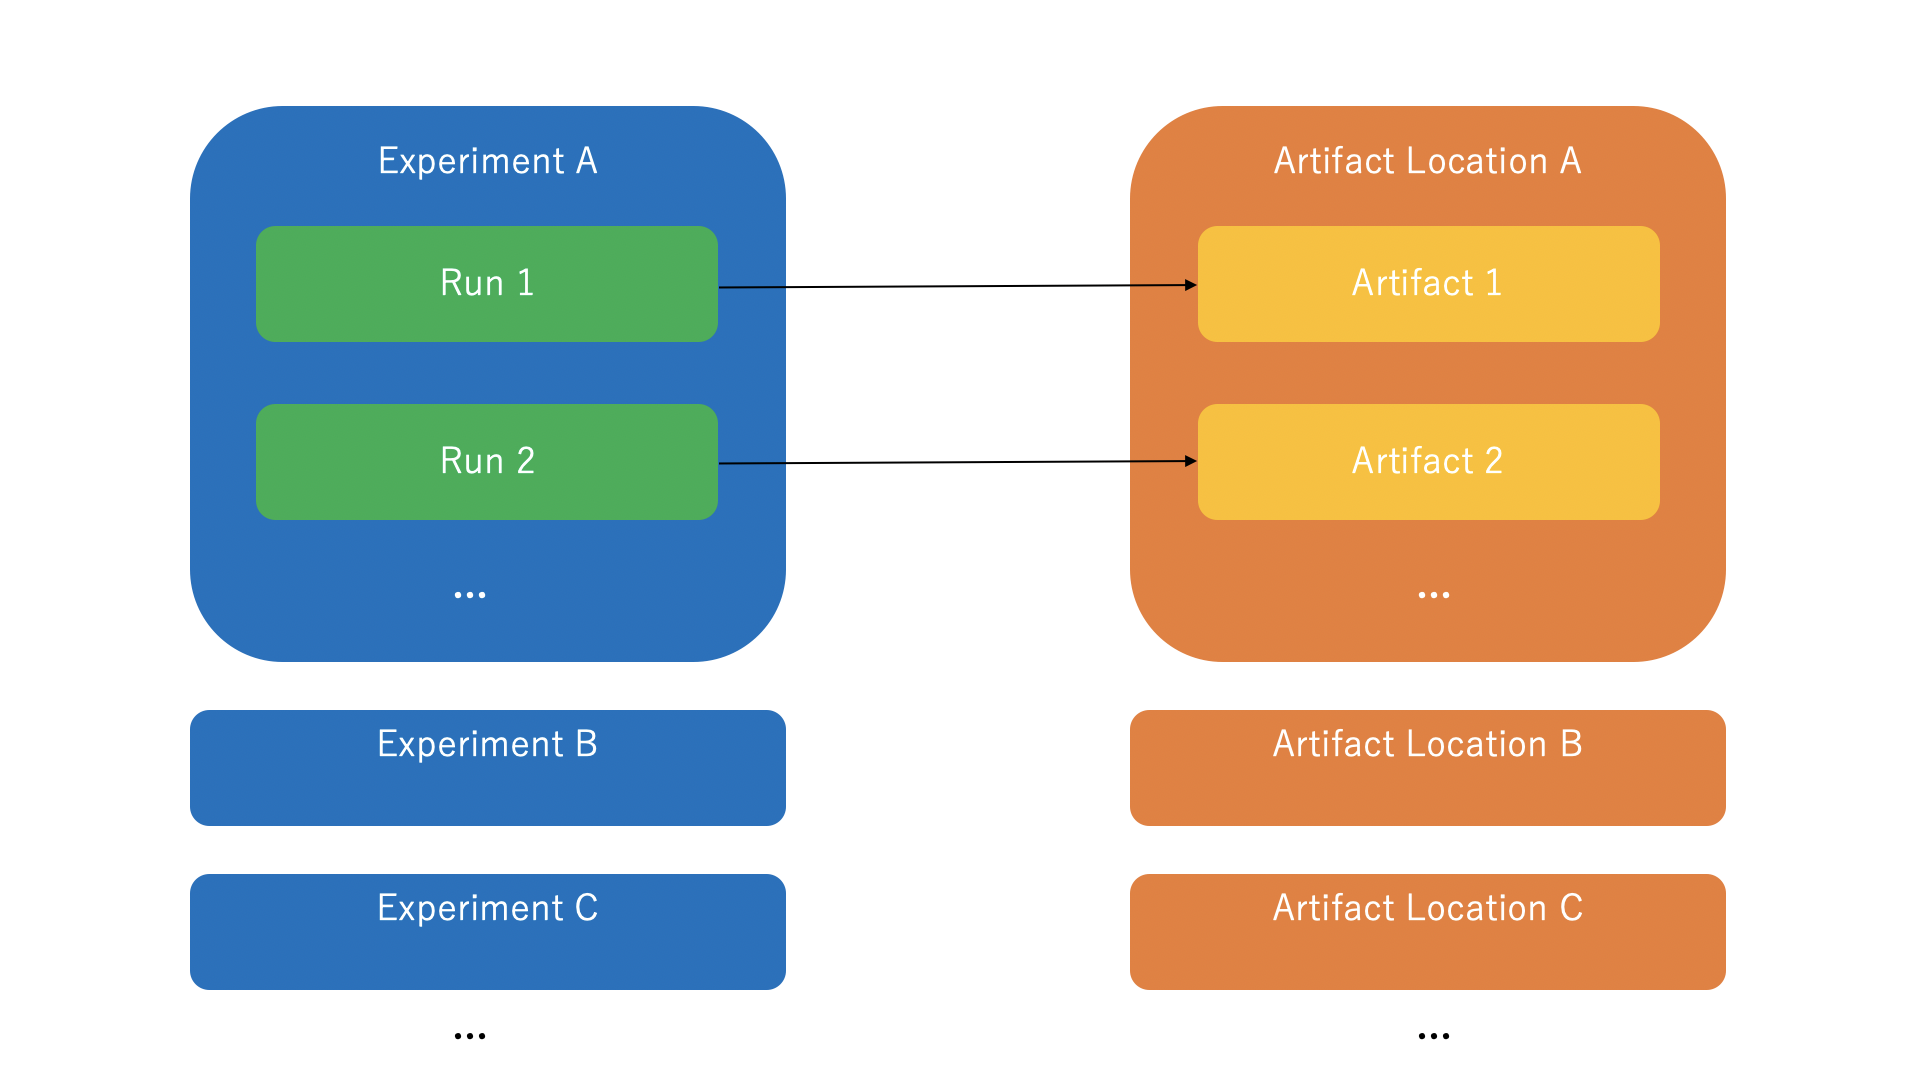 Experiment A
Run 1
Run 2
...
Experiment B
Experiment C
...
Artifact Location A
Artifact 1
Artifact 2
...
Artifact Location B
Artifact Location C
...